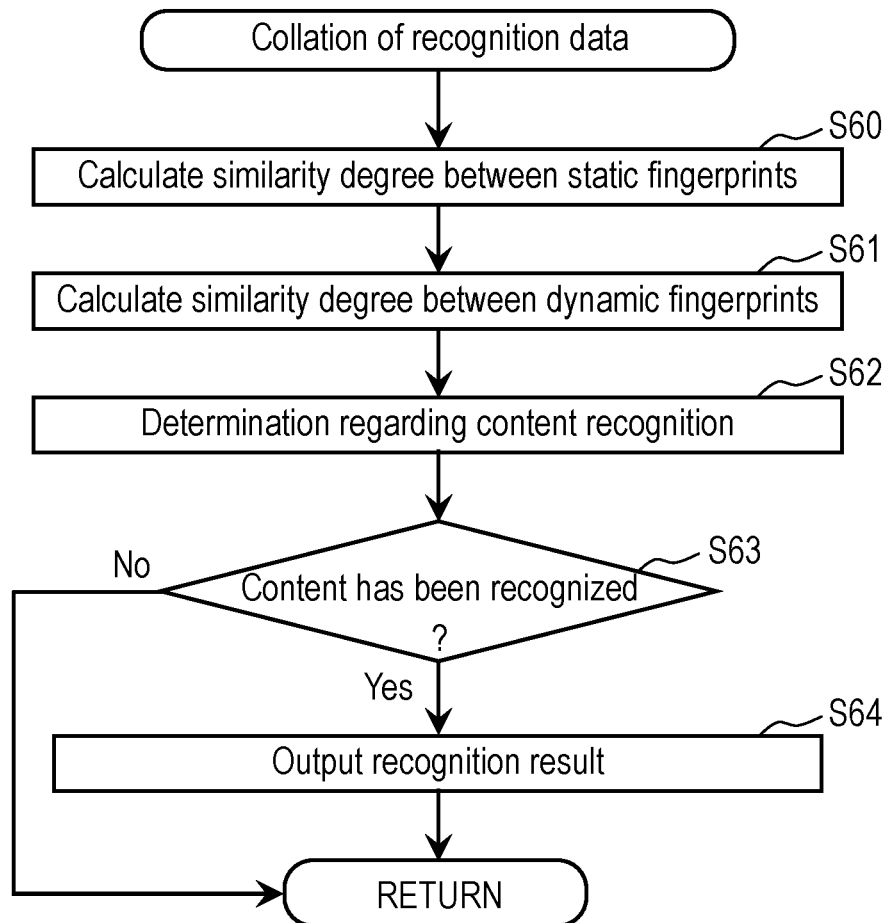 Collation of recognition data
S60
Calculate similarity degree between static fingerprints
S61
Calculate similarity degree between dynamic fingerprints
S62
Determination regarding content recognition
S63
No
Content has been recognized
?
Yes
S64
Output recognition result
RETURN